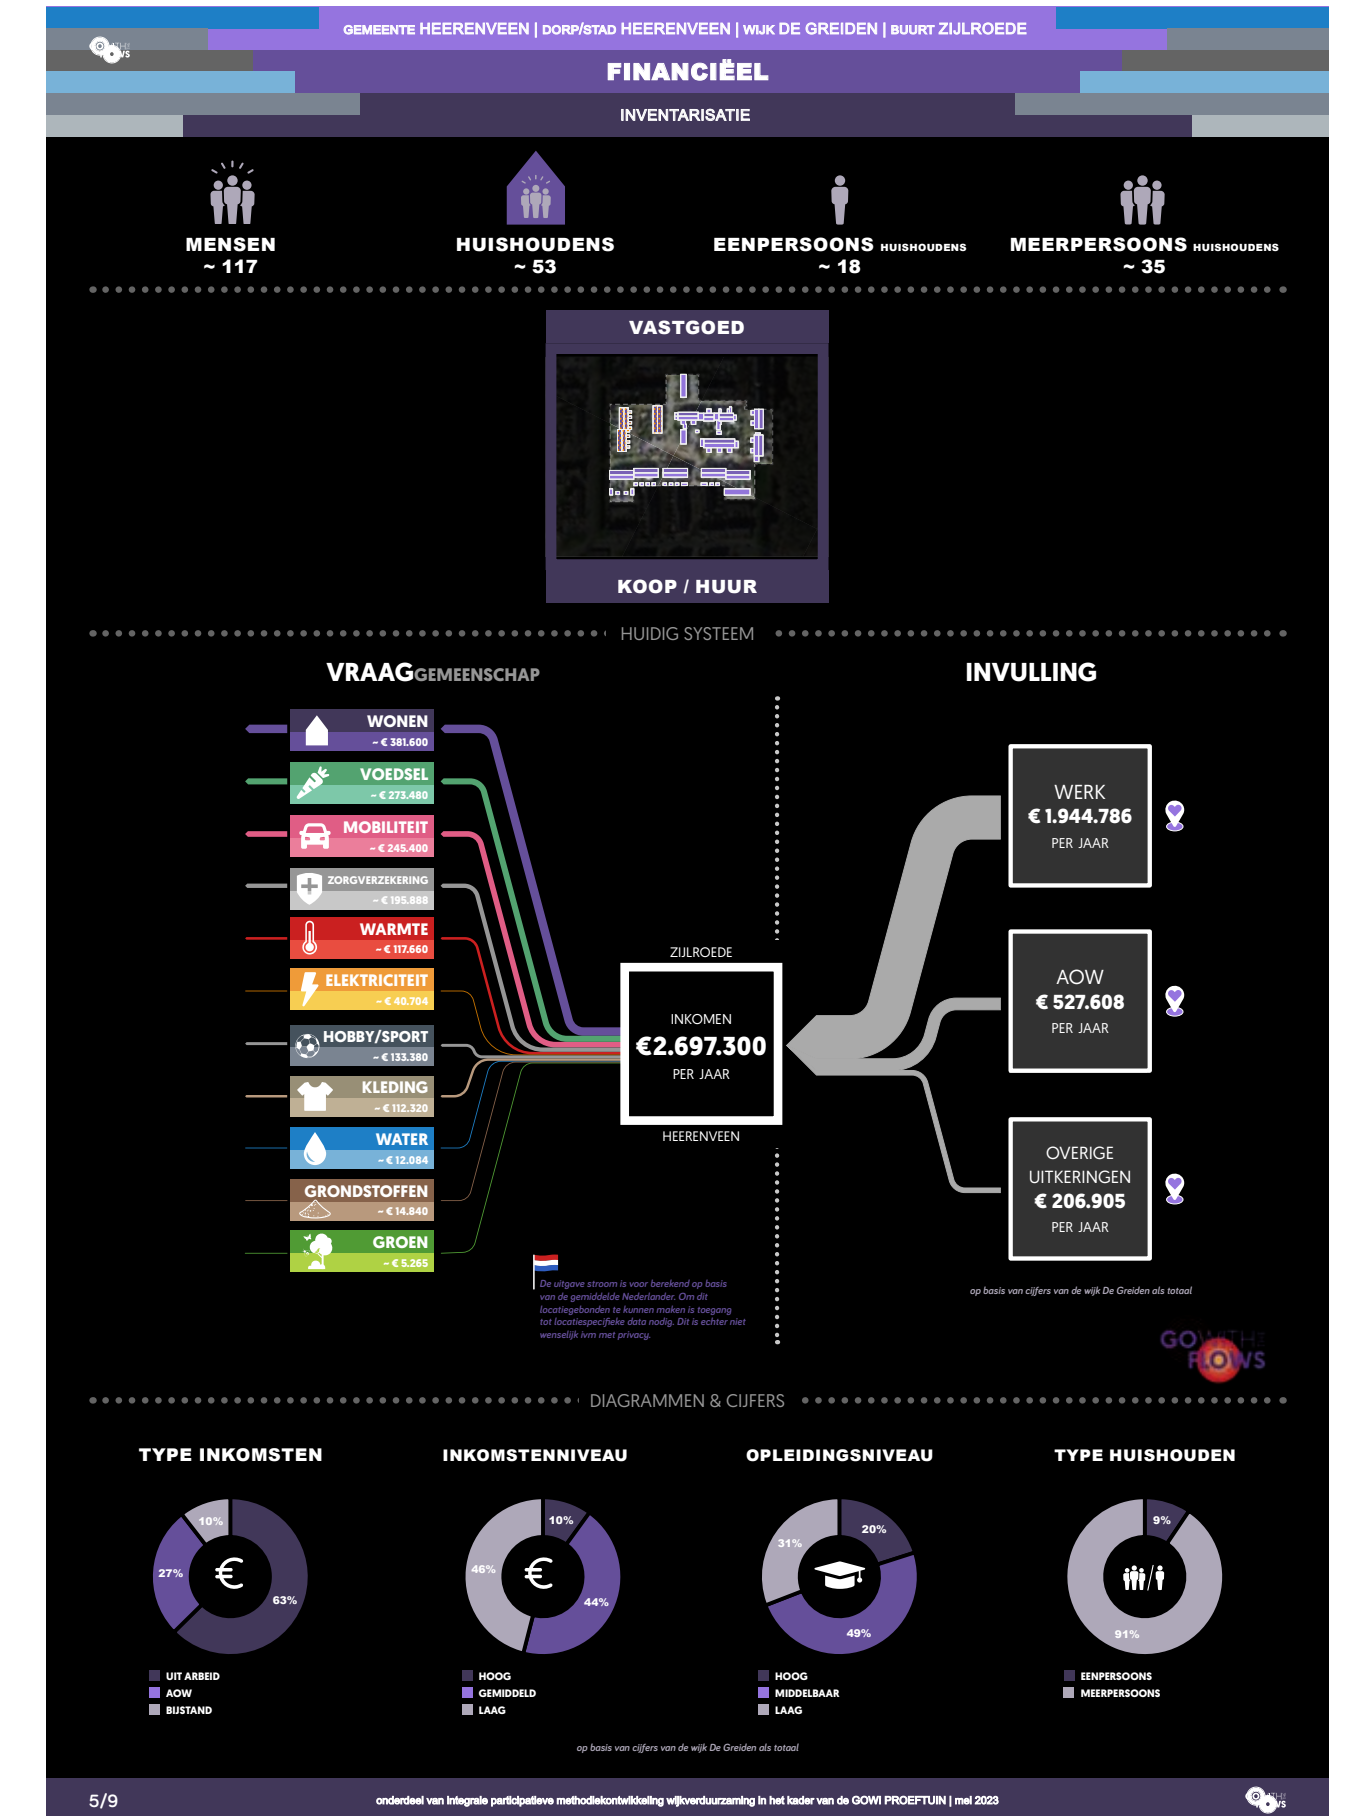 GEMEENTE HEERENVEEN | DORP/STAD HEERENVEEN | WIJK DE GREIDEN | BUURT ZIJLROEDE
FINANCIËEL
INVENTARISATIE
MENSEN
~ 117
HUISHOUDENS
~ 53
EENPERSOONS HUISHOUDENS
~ 18
MEERPERSOONS HUISHOUDENS
~ 35
VASTGOED
KOOP / HUUR
HUIDIG SYSTEEM
VRAAGGEMEENSCHAP
INVULLING
WONEN
~ € 381.600
VOEDSEL
~ € 273.480
MOBILITEIT
~ € 245.400
ZORGVERZEKERING
~ € 195.888
WARMTE
~ € 117.660
ELEKTRICITEIT
~ € 40.704
HOBBY/SPORT
~ € 133.380
KLEDING
~ € 112.320
WATER
~ € 12.084
GRONDSTOFFEN
~ € 14.840
GROEN
~ € 5.265
ZIJLROEDE
INKOMEN
€2.697.300
PER JAAR
HEERENVEEN
WERK
€ 1.944.786
PER JAAR
AOW
€ 527.608
PER JAAR
OVERIGE
UITKERINGEN
€ 206.905
PER JAAR
De uitgave stroom is voor berekend op basis
van de gemiddelde Nederlander. Om dit
locatiegebonden te kunnen maken is toegang
tot locatiespecifieke data nodig. Dit is echter niet
wenselijk ivm met privacy.
op basis van cijfers van de wijk De Greiden als totaal
GOWITHTHE
FLOWS
DIAGRAMMEN & CIJFERS
TYPE INKOMSTEN
10%
27%
63%
UIT ARBEID
AOW
BIJSTAND
INKOMSTENNIVEAU
10%
46%
44%
HOOG
GEMIDDELD
LAAG
OPLEIDINGSNIVEAU
20%
31%
49%
HOOG
MIDDELBAAR
LAAG
TYPE HUISHOUDEN
9%
91%
EENPERSOONS
MEERPERSOONS
op basis van cijfers van de wijk De Greiden als totaal
5/9
onderdeel van integrale participatieve methodiekontwikkeling wijkverduurzaming in het kader van de GOWI PROEFTUIN | mei 2023